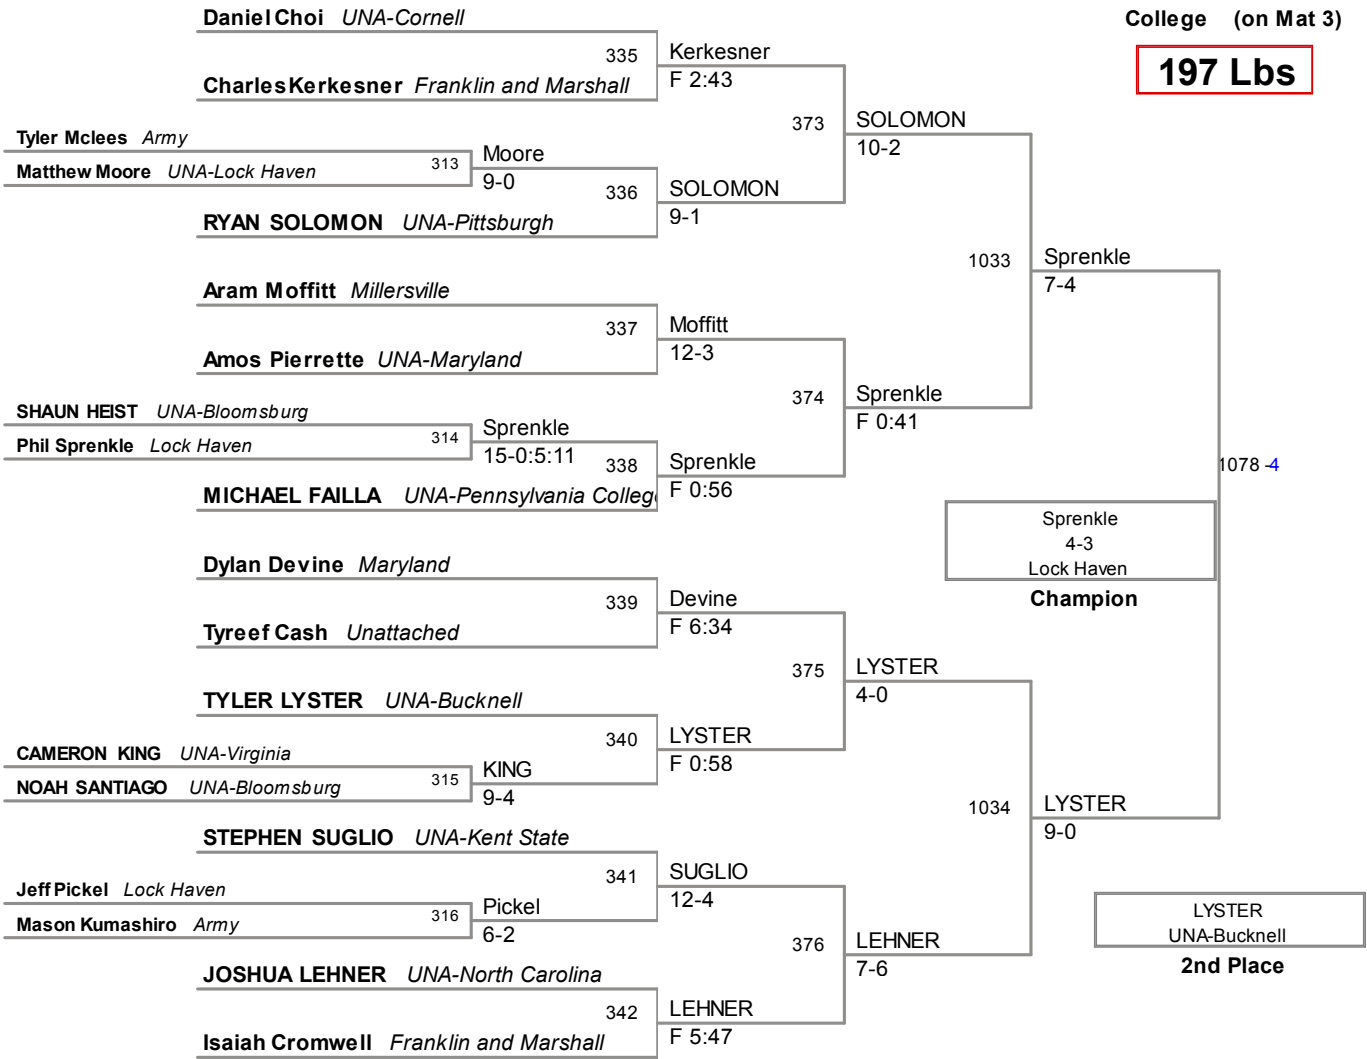 Daniel Choi UNA-Cornell
College (on Mat 3)
335
Kerkesner
F 2:43
197 Lbs
Charles Kerkesner Franklin and Marshall
373
SOLOMON
10-2
Tyler Mclees Army
313
Moore
9-0
Matthew Moore UNA-Lock Haven
336
SOLOMON
9-1
RYAN SOLOMON UNA-Pittsburgh
1033
Sprenkle
7-4
Aram Moffitt Millersville
337
Moffitt
12-3
Amos Pierrette UNA-Maryland
374
Sprenkle
F 0:41
SHAUN HEIST UNA-Bloomsburg
314
Sprenkle
15-0:5:11
Phil Sprenkle Lock Haven
338
Sprenkle
F 0:56
1078 -4
MICHAEL FAILLA UNA-Pennsylvania Colleg
Sprenkle
4-3
Lock Haven
Champion
Dylan Devine Maryland
339
Devine
F 6:34
Tyreef Cash Unattached
375
LYSTER
4-0
TYLER LYSTER UNA-Bucknell
340
LYSTER
F 0:58
CAMERON KING UNA-Virginia
315
KING
9-4
NOAH SANTIAGO UNA-Bloomsburg
1034
LYSTER
9-0
STEPHEN SUGLIO UNA-Kent State
341
SUGLIO
12-4
Jeff Pickel Lock Haven
316
Pickel
6-2
Mason Kumashiro Army
376
LEHNER
7-6
LYSTER
UNA-Bucknell
2nd Place
JOSHUA LEHNER UNA-North Carolina
342
LEHNER
F 5:47
Isaiah Cromwell Franklin and Marshall